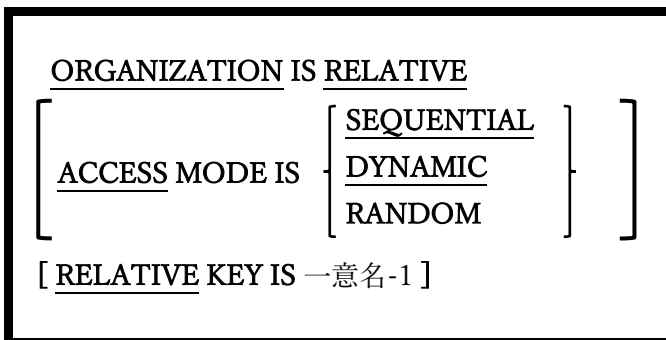 ORGANIZATION IS RELATIVE
SEQUENTIAL
ACCESS MODE IS
DYNAMIC
RANDOM
[ RELATIVE KEY IS 一意名-1 ]